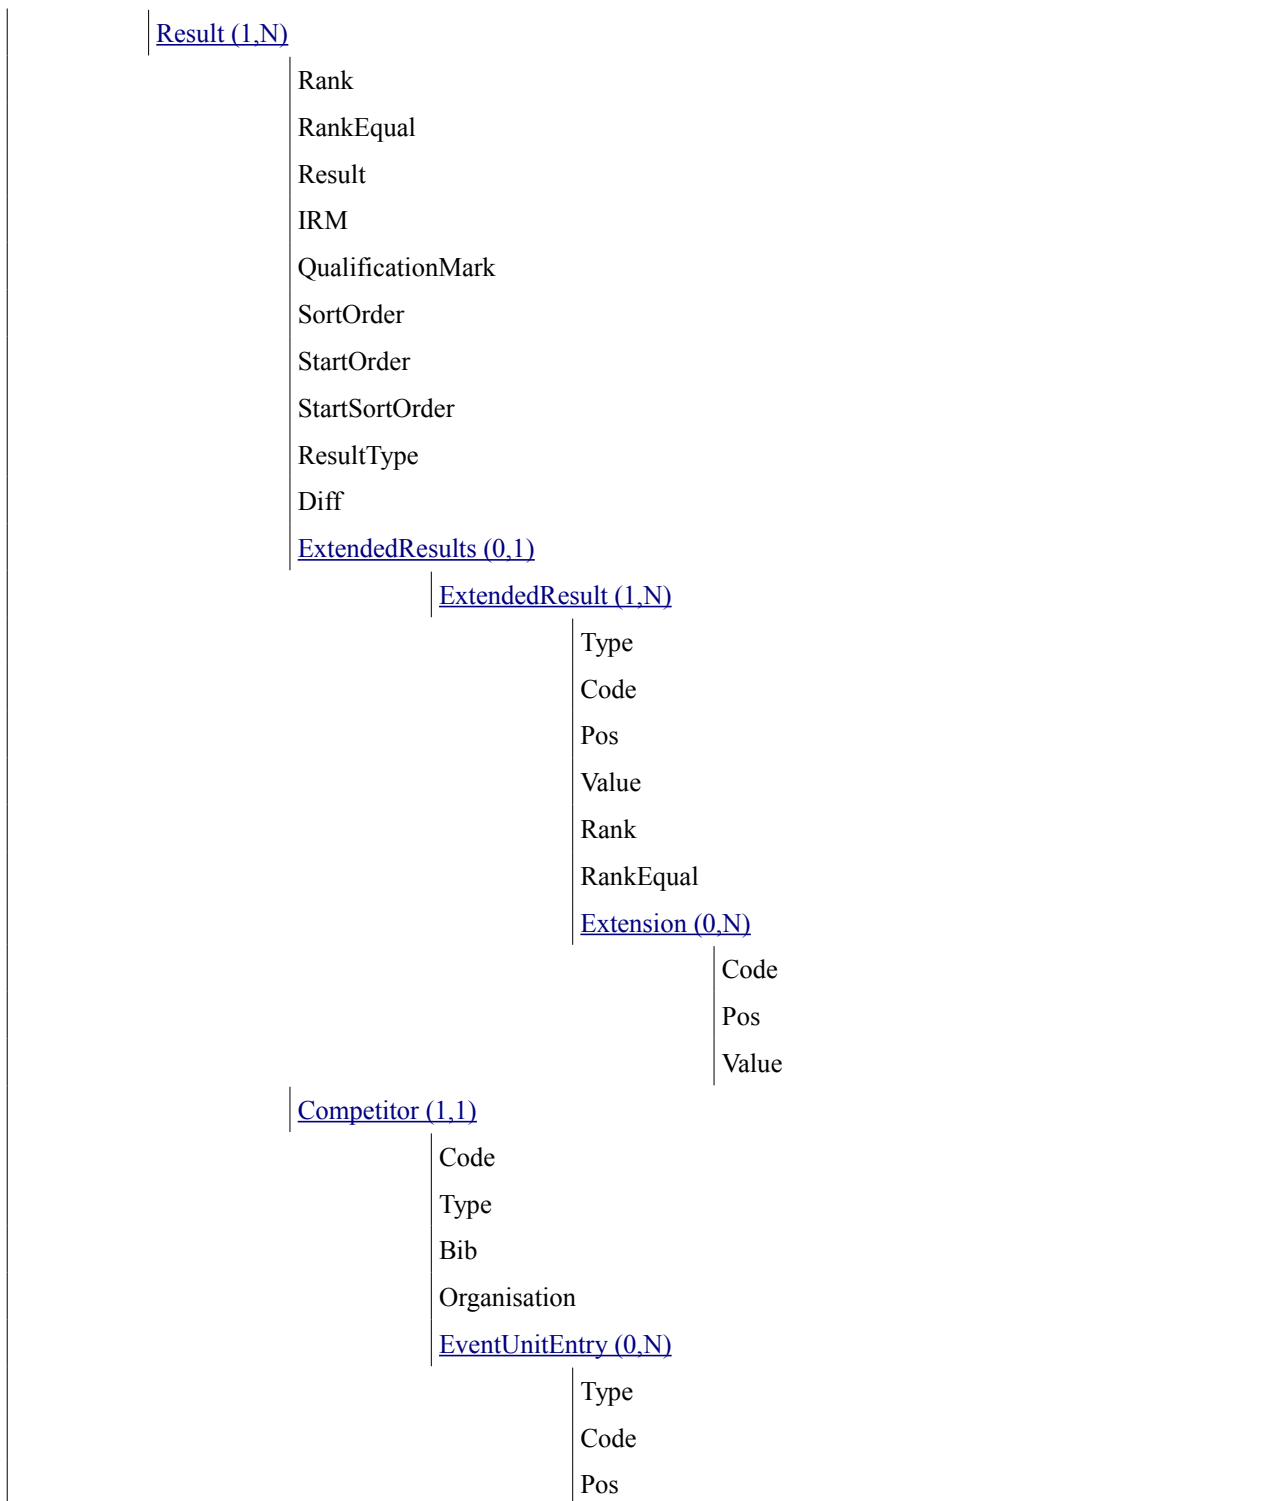 Result (1,N)
Rank
RankEqual
Result
IRM
QualificationMark
SortOrder
StartOrder
StartSortOrder
ResultType
Diff
ExtendedResults (0,1)
ExtendedResult (1,N)
Type
Code
Pos
Value
Rank
RankEqual
Extension (0,N)
Code
Pos
Value
Competitor (1,1)
Code
Type
Bib
Organisation
EventUnitEntry (0,N)
Type
Code
Pos